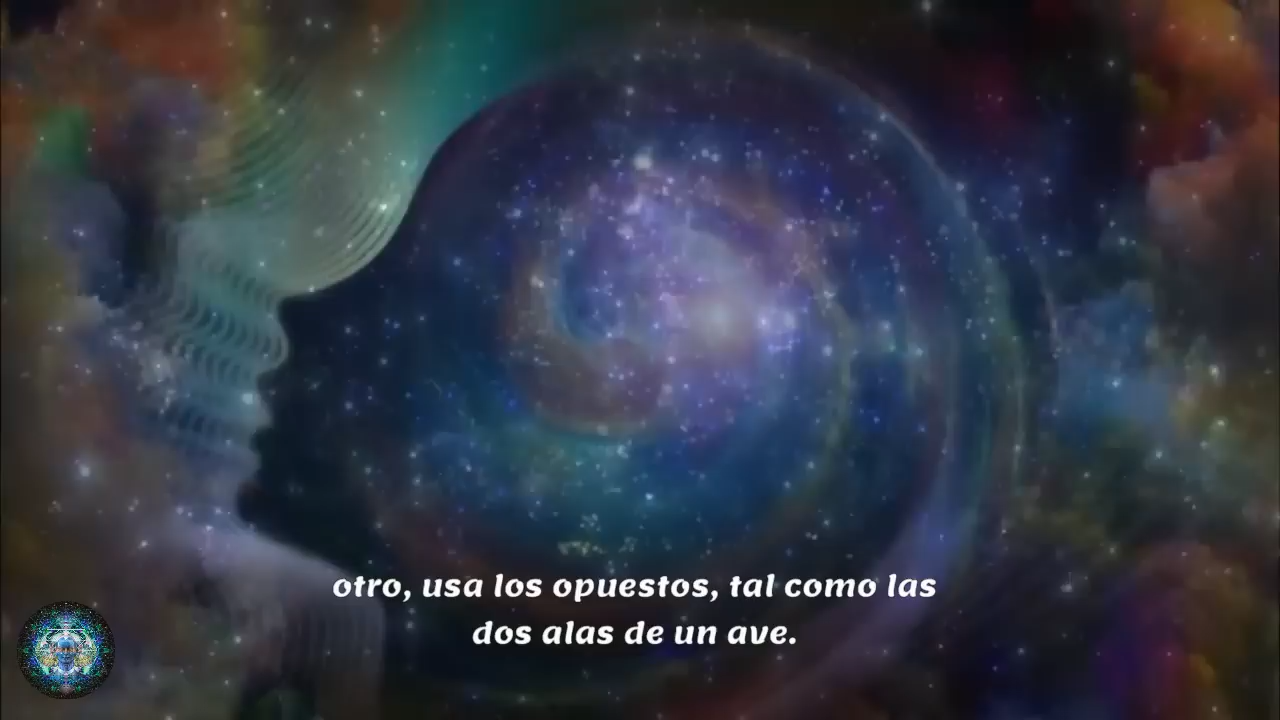 otro, usa los opuestos, tal como las
dos alas de un ave.